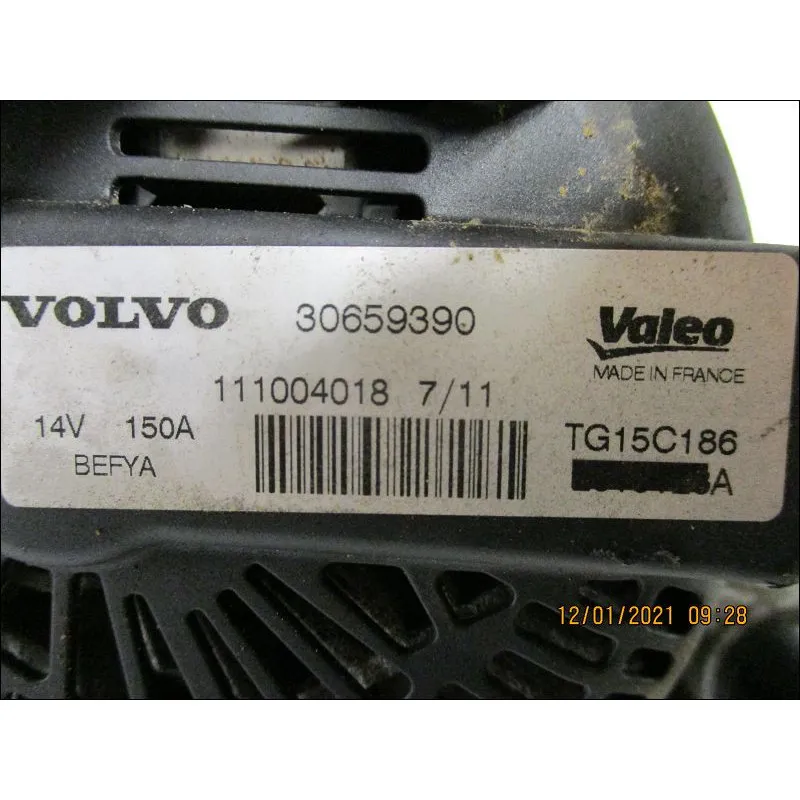 VOLVO 30659390 Valeo
MADE IN FRANCE
111004018 7/11
14V 150A TG15C186
BEFYA
12/01/2021 09:28